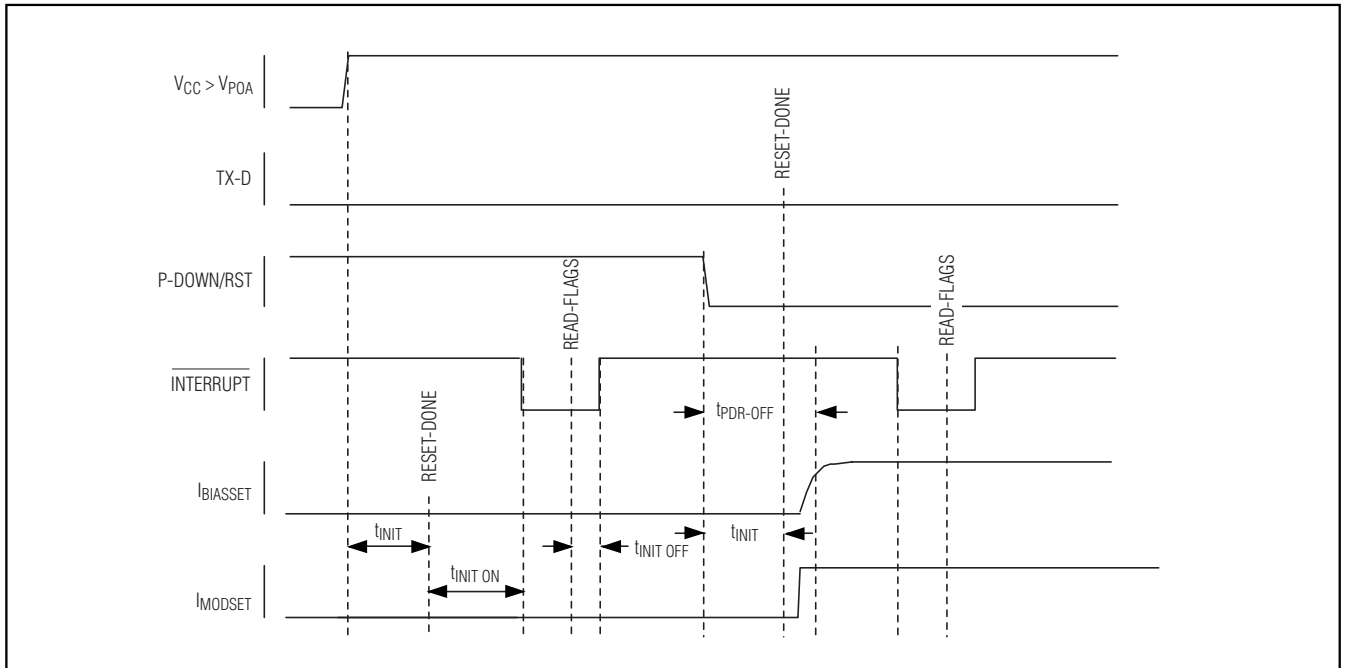 VCC > VPOA
RESET-DONE
TX-D
P-DOWN/RST
READ-FLAGS
READ-FLAGS
INTERRUPT
tPDR-OFF
RESET-DONE
IBIASSET
tINIT
tINIT OFF
tINIT
tINIT ON
IMODSET